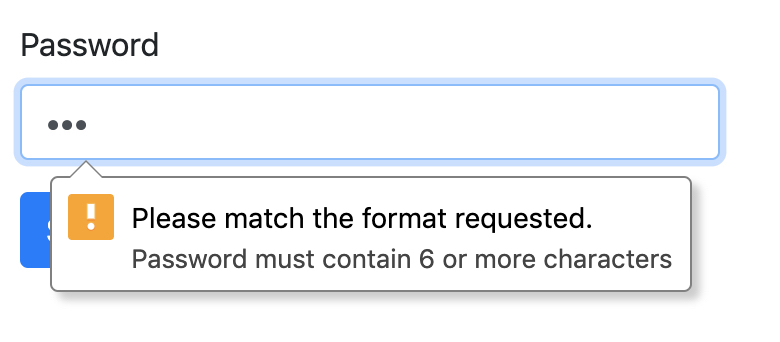 Password
•••
Please match the format requested.
Password must contain 6 or more characters